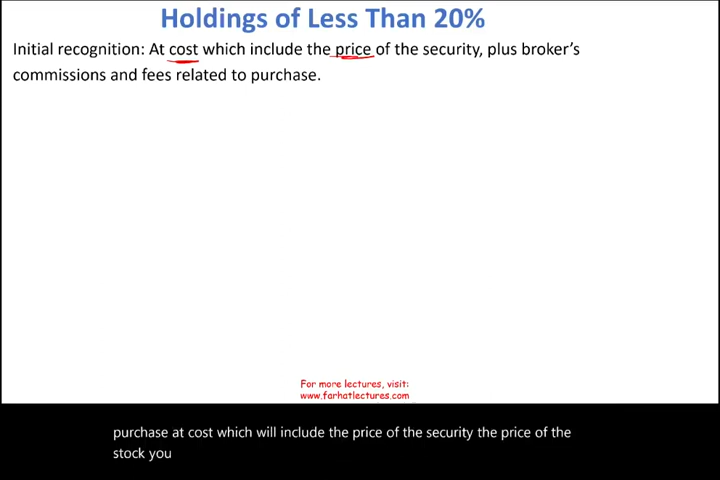 Holdings of Less Than 20%
Initial recognition: At cost which include the price of the security, plus broker's
commissions and fees related to purchase.
For more lectures, visit:
www.farhatlectures.com
purchase at cost which will include the price of the security the price of the
stock you